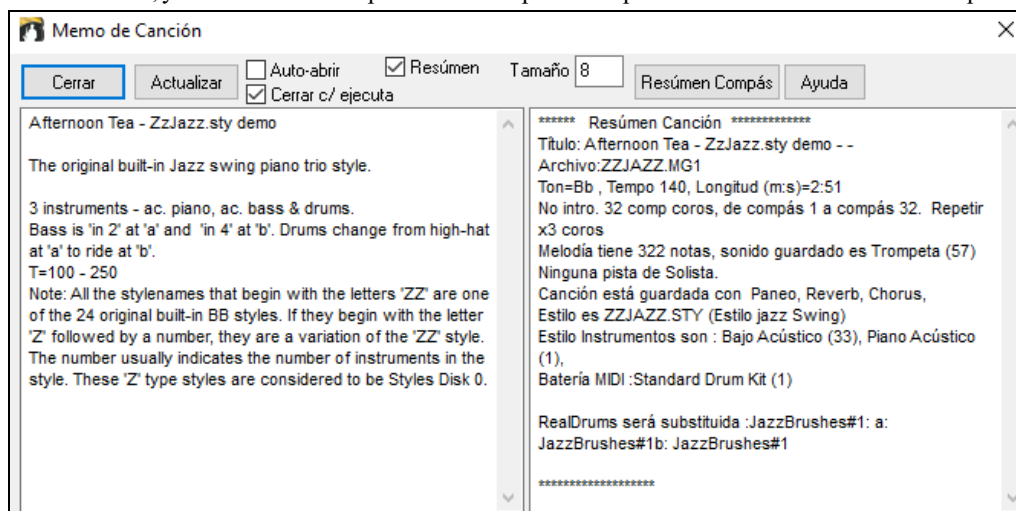 Memo de Canción
Cerrar
Actualizar
Auto-abrir
Cerrar c/ ejecuta
Resúmen
Tamaño 8
Resúmen Compás
Ayuda
Afternoon Tea - ZzJazz.sty demo
The original built-in Jazz swing piano trio style.
3 instruments - ac. piano, ac. bass & drums.
Bass is 'in 2' at 'a' and 'in 4' at 'b'. Drums change from high-hat
at 'a' to ride at 'b'.
T=100 - 250
Note: All the stylenames that begin with the letters 'ZZ' are one
of the 24 original built-in BB styles. If they begin with the letter
'Z' followed by a number, they are a variation of the 'ZZ' style.
The number usually indicates the number of instruments in the
style. These 'Z' type styles are considered to be Styles Disk 0.
****** Resúmen Canción *************
Título: Afternoon Tea - ZzJazz.sty demo - -
Archivo:ZZJAZZ.MG1
Ton=Bb , Tempo 140, Longitud (m:s)=2:51
No intro. 32 comp coros, de compás 1 a compás 32. Repetir
x3 coros
Melodía tiene 322 notas, sonido guardado es Trompeta (57)
Ninguna pista de Solista.
Canción está guardada con Paneo, Reverb, Chorus,
Estilo es ZZJAZZ.STY (Estilo jazz Swing)
Estilo Instrumentos son : Bajo Acústico (33), Piano Acústico
(1),
Batería MIDI :Standard Drum Kit (1)
RealDrums será substituida :JazzBrushes#1: a:
JazzBrushes#1b: JazzBrushes#1
*******************